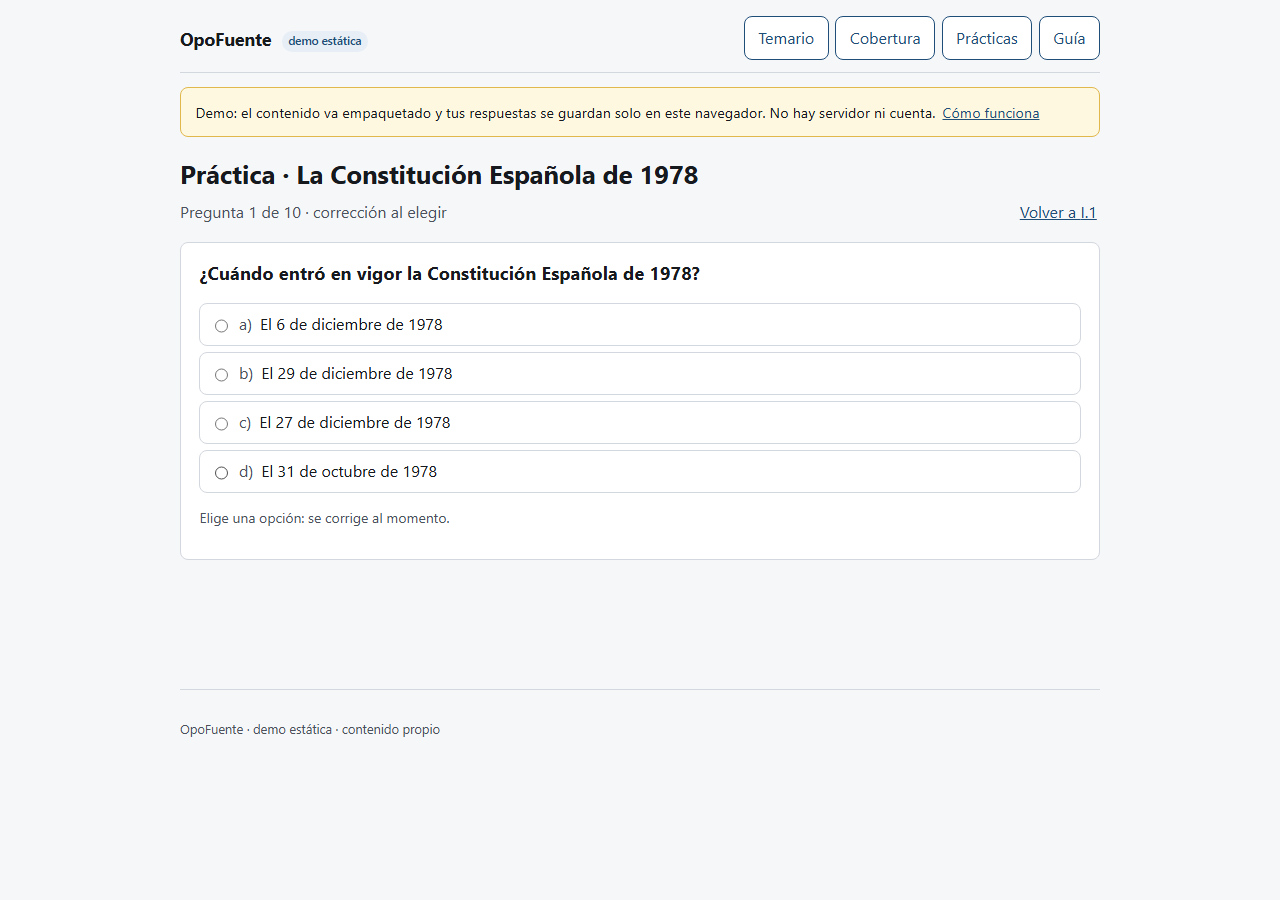 OpoFuente demo estática Temario Cobertura Prácticas Guía
Demo: el contenido va empaquetado y tus respuestas se guardan solo en este navegador. No hay servidor ni cuenta. Cómo funciona
Práctica · La Constitución Española de 1978
Pregunta 1 de 10 · corrección al elegir Volver a I.1
¿Cuándo entró en vigor la Constitución Española de 1978?
a) El 6 de diciembre de 1978
b) El 29 de diciembre de 1978
c) El 27 de diciembre de 1978
d) El 31 de octubre de 1978
Elige una opción: se corrige al momento.
OpoFuente · demo estática · contenido propio